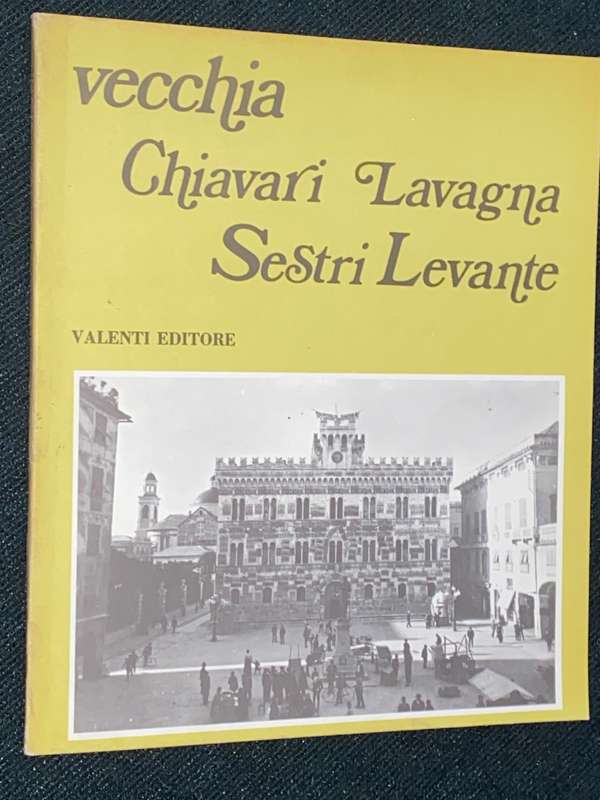 vecchia
Chiavari Lavagna
Sestri Levante
VALENTI EDITORE